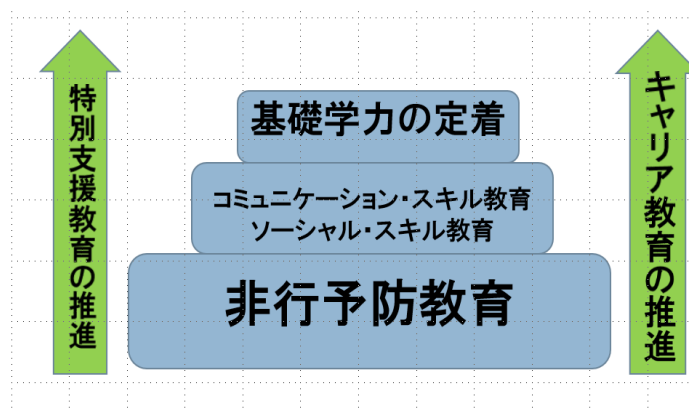 特別支援教育の推進
基礎学力の定着
コミュニケーション・スキル教育
ソーシャル・スキル教育
非行予防教育
キャリア教育の推進